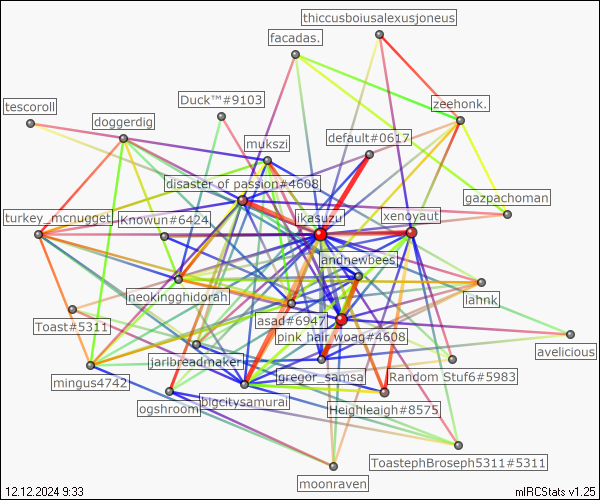 thiccusboiusalexusjoneus
facadas.
Duck™#9103
tescoroll
zeehonk.
doggerdig
default#0617
mukszi
disaster of passion#4608
gazpachoman
turkey_mcnugget
Knowun#6424
ikasuzu
xenoyaut
andnewbees
neokingghidorah
lahnk
asad#6947
Toast#5311
pink hair woag#4608
avelicious
jarlbreadmaker
mingus4742
gregor_samsa
Random Stuf6#5983
ogshroom
bigcitysamurai
Heighleaigh#8575
ToastephBroseph5311#5311
moonraven
12.12.2024 9:33
mIRCStats v1.25